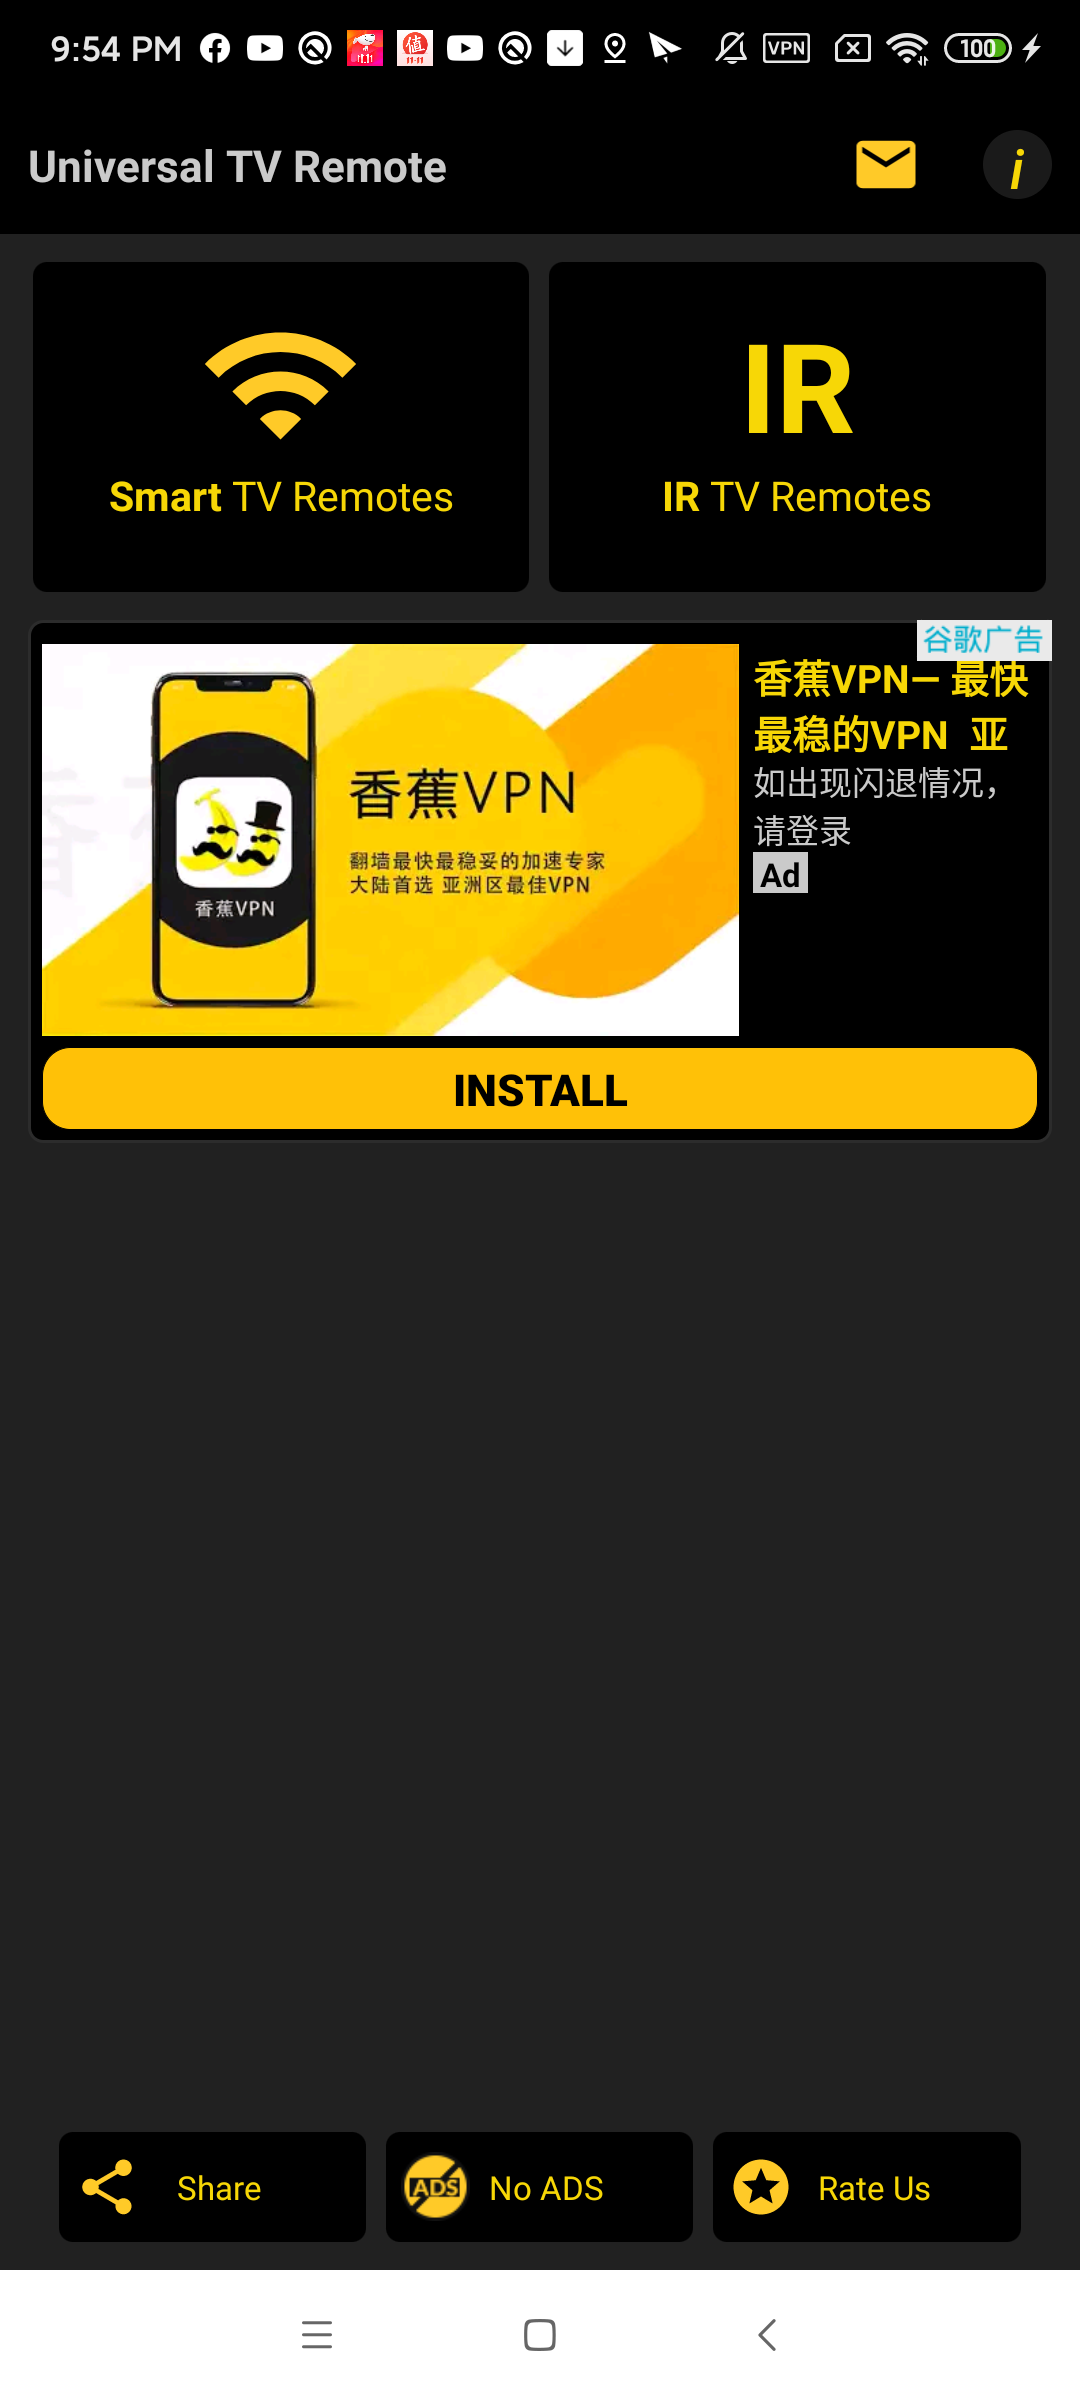 9:54 PM
VPN
100
Universal TV Remote
i
IR
Smart TV Remotes
IR TV Remotes
谷歌广告
香蕉VPN— 最快
最稳的VPN 亚
如出现闪退情况，
请登录
Ad
香蕉VPN
翻墙最快最稳妥的加速专家
大陆首选 亚洲区最佳VPN
香蕉VPN
INSTALL
Share
ADS
No ADS
Rate Us